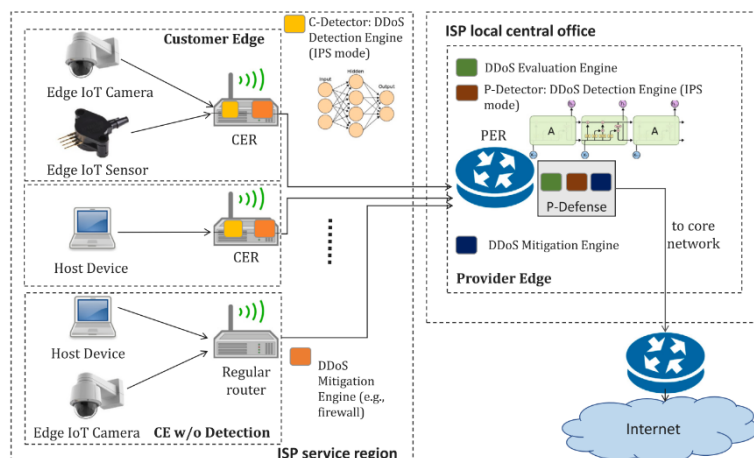 Customer Edge
Edge IoT Camera
CER
Edge IoT Sensor
C-Detector: DDoS
Detection Engine
(IPS mode)
Input
Hidden
Output
Host Device
CER
Host Device
Regular
router
Edge IoT Camera
CE w/o Detection
DDoS
Mitigation
Engine (e.g.,
firewall)
ISP service region
ISP local central office
DDoS Evaluation Engine
P-Detector: DDoS Detection Engine (IPS
mode)
PER
A
A
P-Defense
DDoS Mitigation Engine
to core
network
Provider Edge
Internet